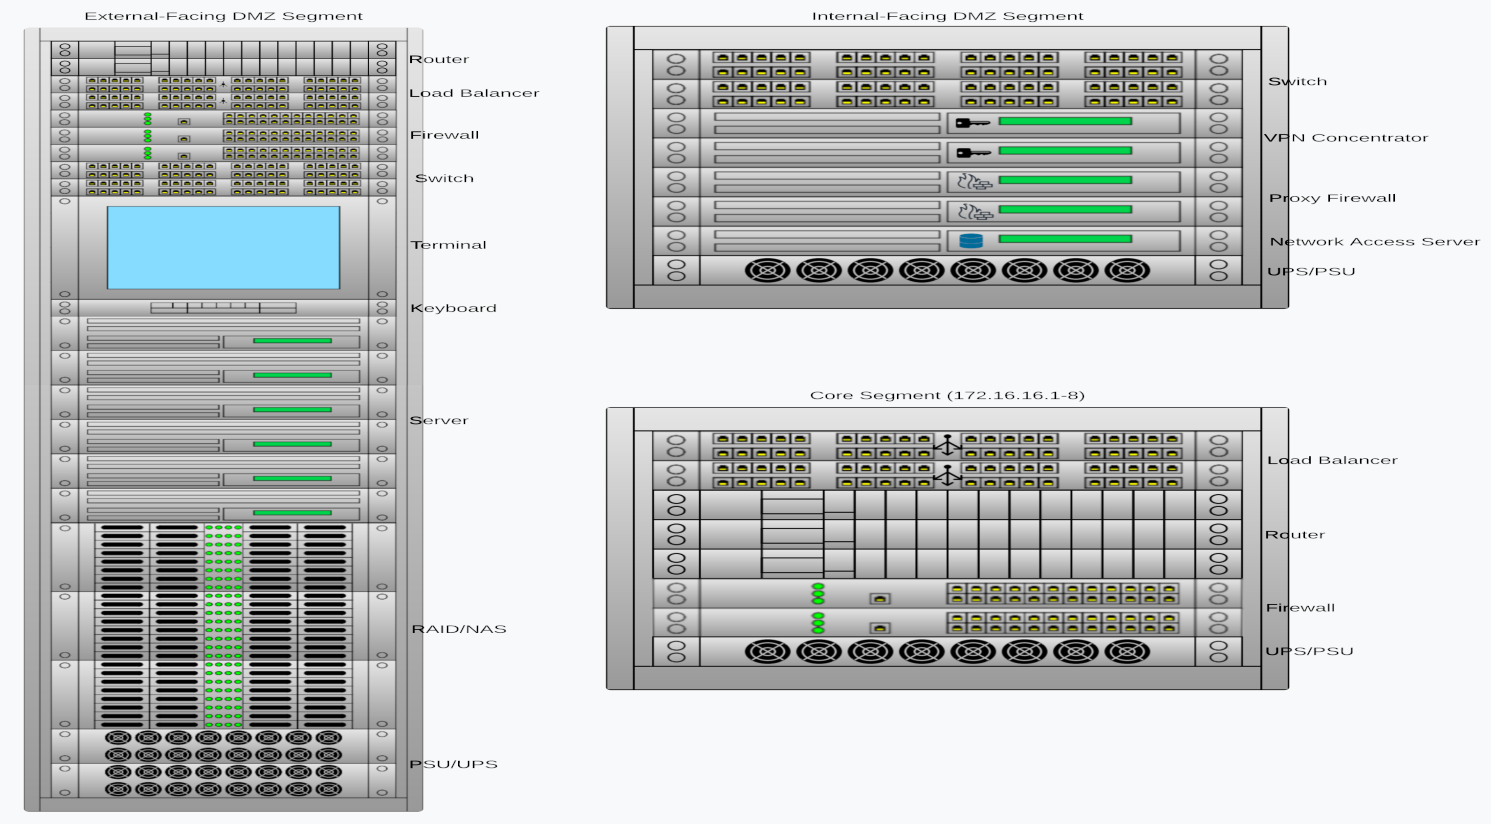 External-Facing DMZ Segment
Router
Load Balancer
Firewall
Switch
Terminal
Keyboard
Server
RAID/NAS
PSU/UPS
Internal-Facing DMZ Segment
Switch
VPN Concentrator
Proxy Firewall
Network Access Server
UPS/PSU
Core Segment (172.16.16.1-8)
Load Balancer
Router
Firewall
UPS/PSU